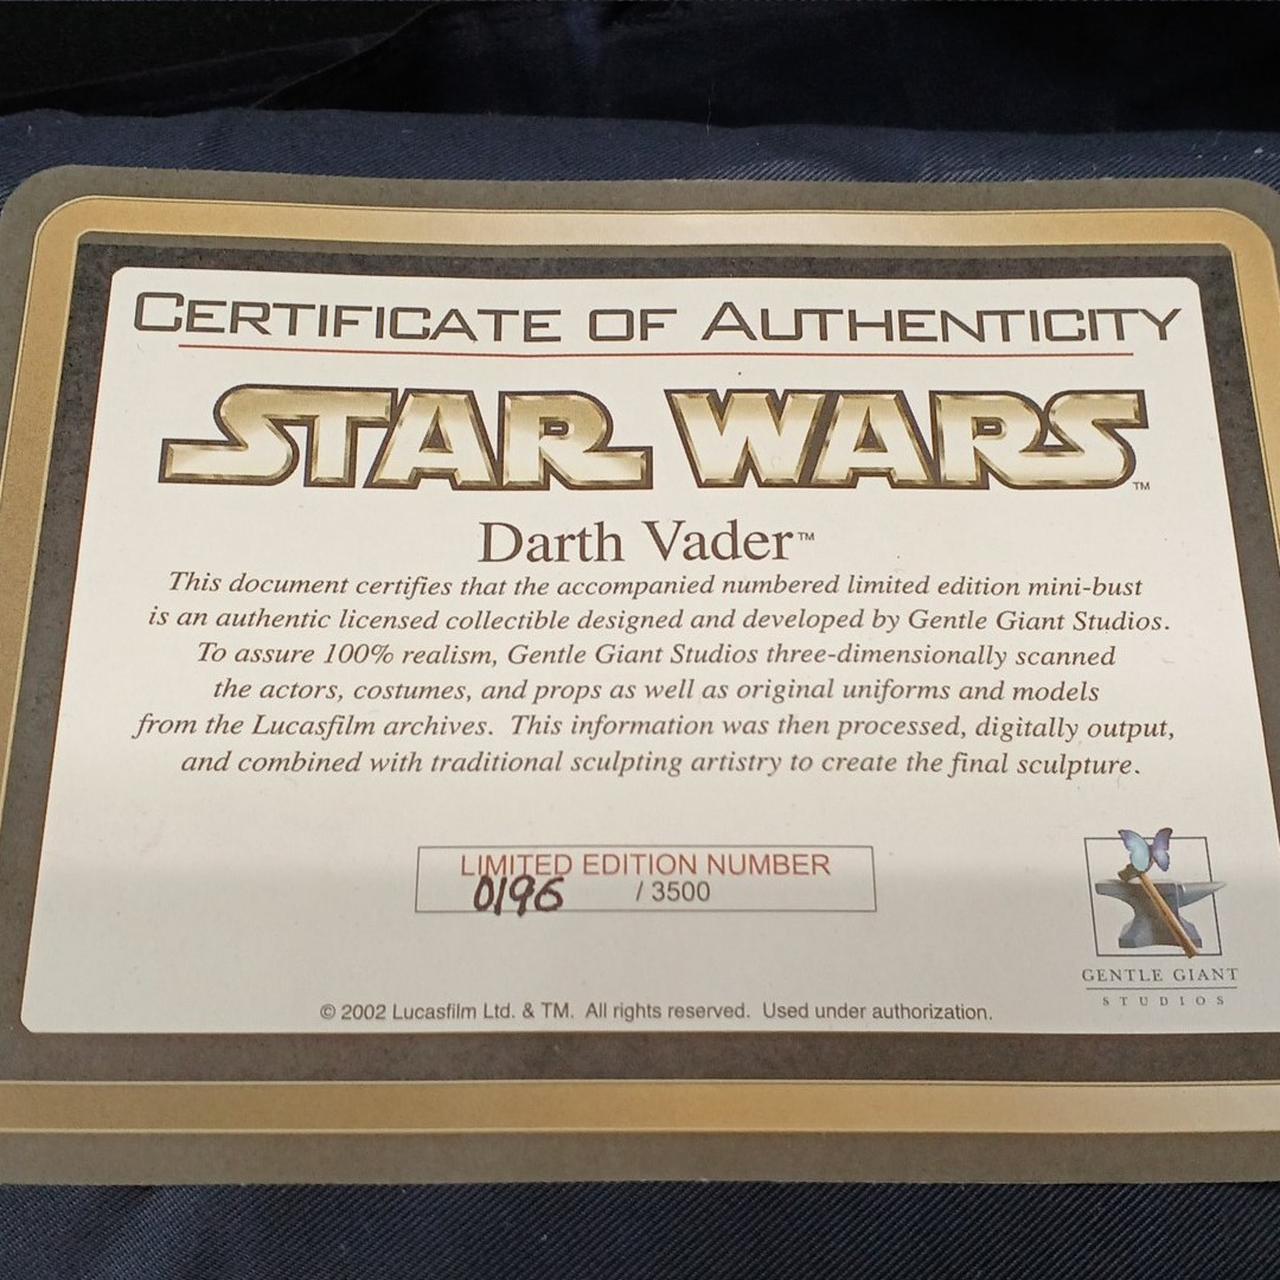 CERTIFICATE OF AUTHENTICITY
STAR WARS™
Darth Vader™
This document certifies that the accompanied numbered limited edition mini-bust
is an authentic licensed collectible designed and developed by Gentle Giant Studios.
To assure 100% realism, Gentle Giant Studios three-dimensionally scanned
the actors, costumes, and props as well as original uniforms and models
from the Lucasfilm archives. This information was then processed, digitally output,
and combined with traditional sculpting artistry to create the final sculpture.
LIMITED EDITION NUMBER
0196 / 3500
GENTLE GIANT
STUDIOS
© 2002 Lucasfilm Ltd. & TM. All rights reserved. Used under authorization.